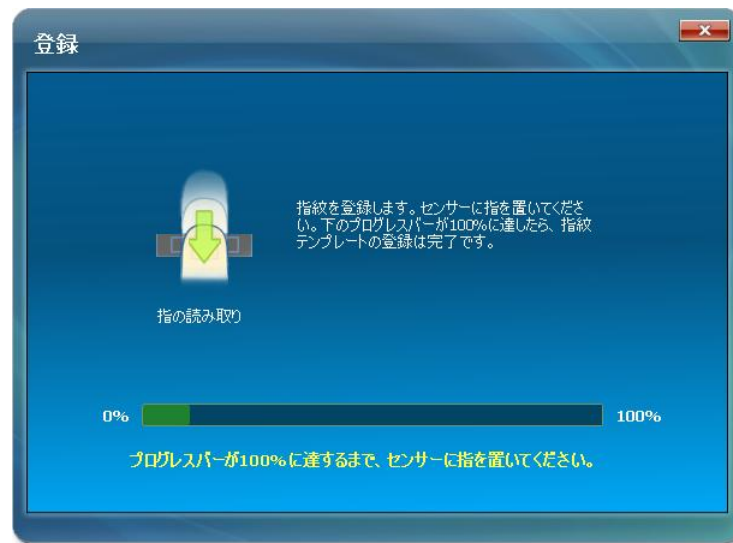 登録
指紋を登録します。センサーに指を置いてくださ
い。下のプログレスバーが100%に達したら、指紋
テンプレートの登録は完了です。
指の読み取り
0% 100%
プログレスバーが100%に達するまで、センサーに指を置いてください。